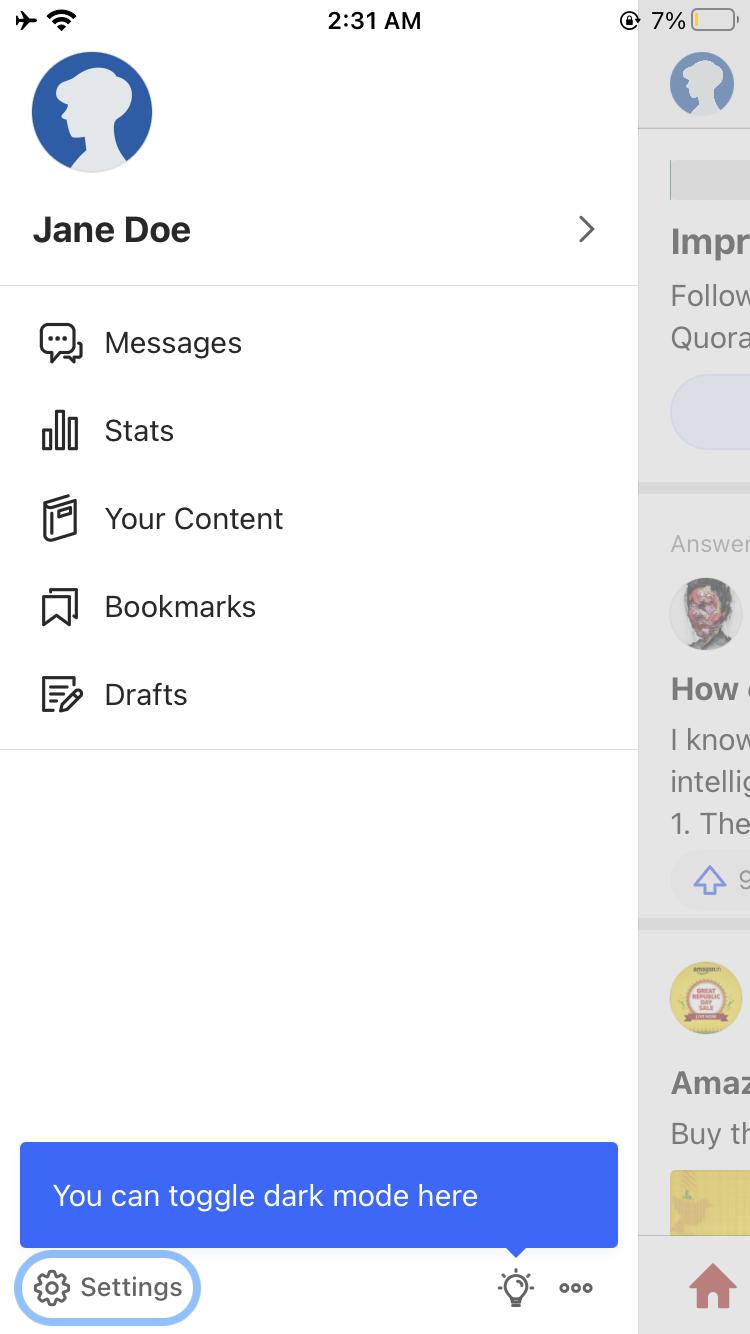 2:31 AM
7%
Jane Doe
Messages
Stats
Your Content
Bookmarks
Drafts
You can toggle dark mode here
Settings
Impr
Follow
Quora
Answer
How
I know
intellig
1. The
9
amazon.in
GREAT
REPUBLIC
DAY
SALE
LIVE NOW
Amaz
Buy th